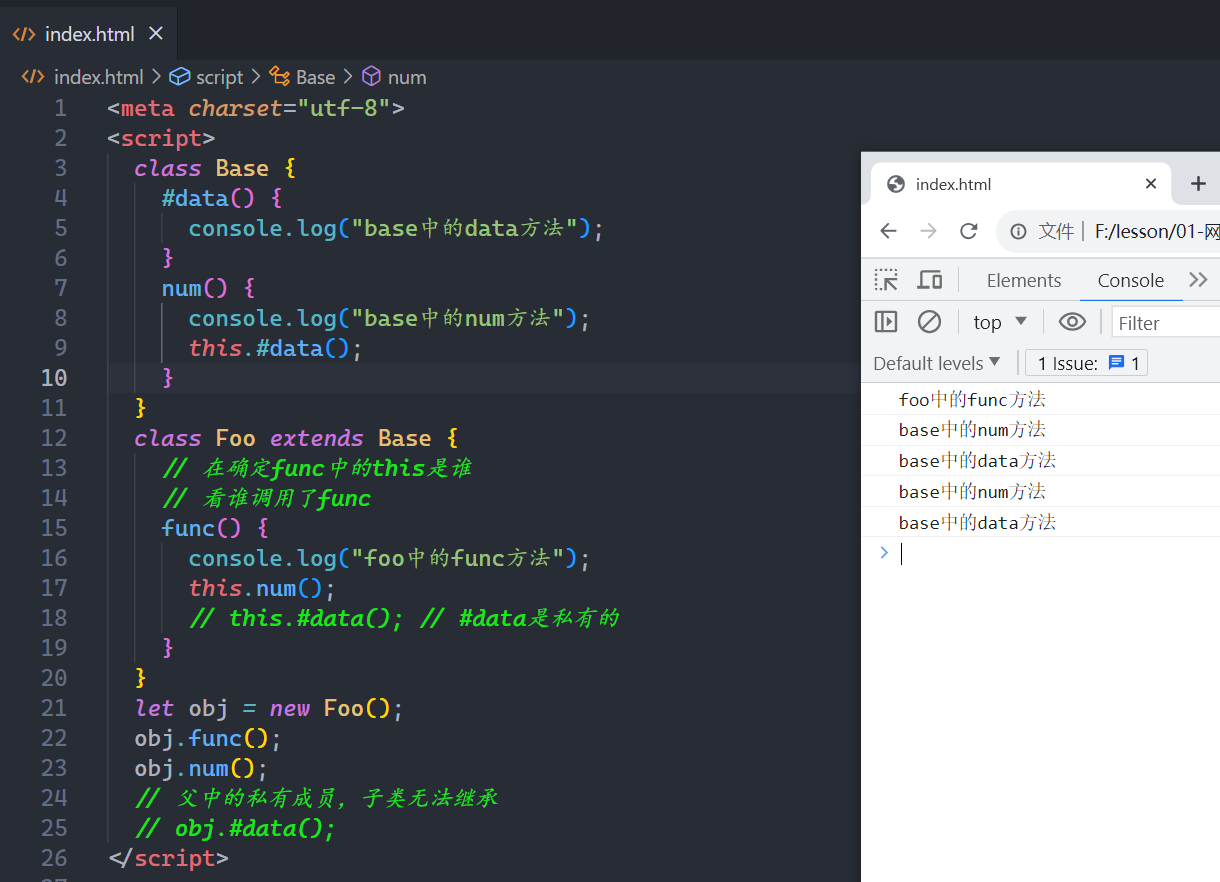 index.html
index.html > script > Base > num
1 <meta charset="utf-8">
2 <script>
3 class Base {
4 #data() {
5 console.log("base中的data方法");
6 }
7 num() {
8 console.log("base中的num方法");
9 this.#data();
10 }
11 }
12 class Foo extends Base {
13 // 在确定func中的this是谁
14 // 看谁调用了func
15 func() {
16 console.log("foo中的func方法");
17 this.num();
18 // this.#data(); // #data是私有的
19 }
20 }
21 let obj = new Foo();
22 obj.func();
23 obj.num();
24 // 父中的私有成员，子类无法继承
25 // obj.#data();
26 </script>
index.html
文件 | F:/lesson/01-网
Elements Console
top Filter
Default levels 1 Issue: 1
foo中的func方法
base中的num方法
base中的data方法
base中的num方法
base中的data方法